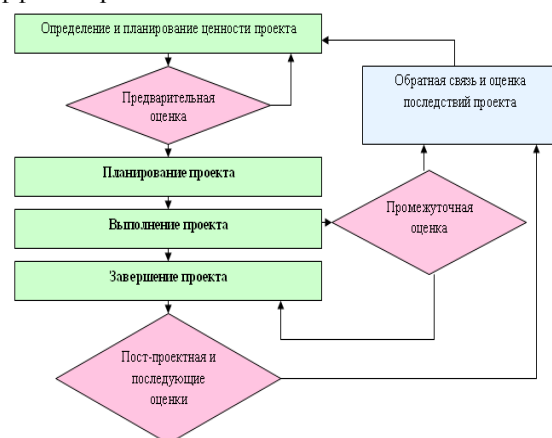 Определение и планирование ценности проекта
Обратная связь и оценка
последствий проекта
Предварительная
оценка
Планирование проекта
Промежуточная
оценка
Выполнение проекта
Завершение проекта
Пост-проектная и
последующие
оценки